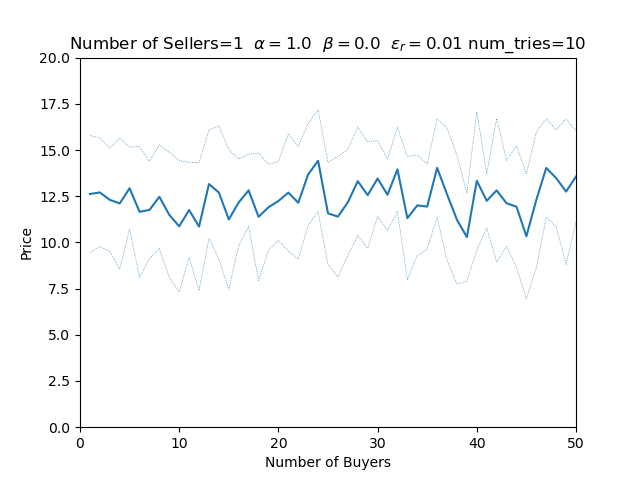 Number of Sellers=1 α = 1.0 β = 0.0 εr = 0.01 num_tries=10
20.0
17.5
15.0
12.5
10.0
7.5
5.0
2.5
0.0
Price
0 10 20 30 40 50
Number of Buyers